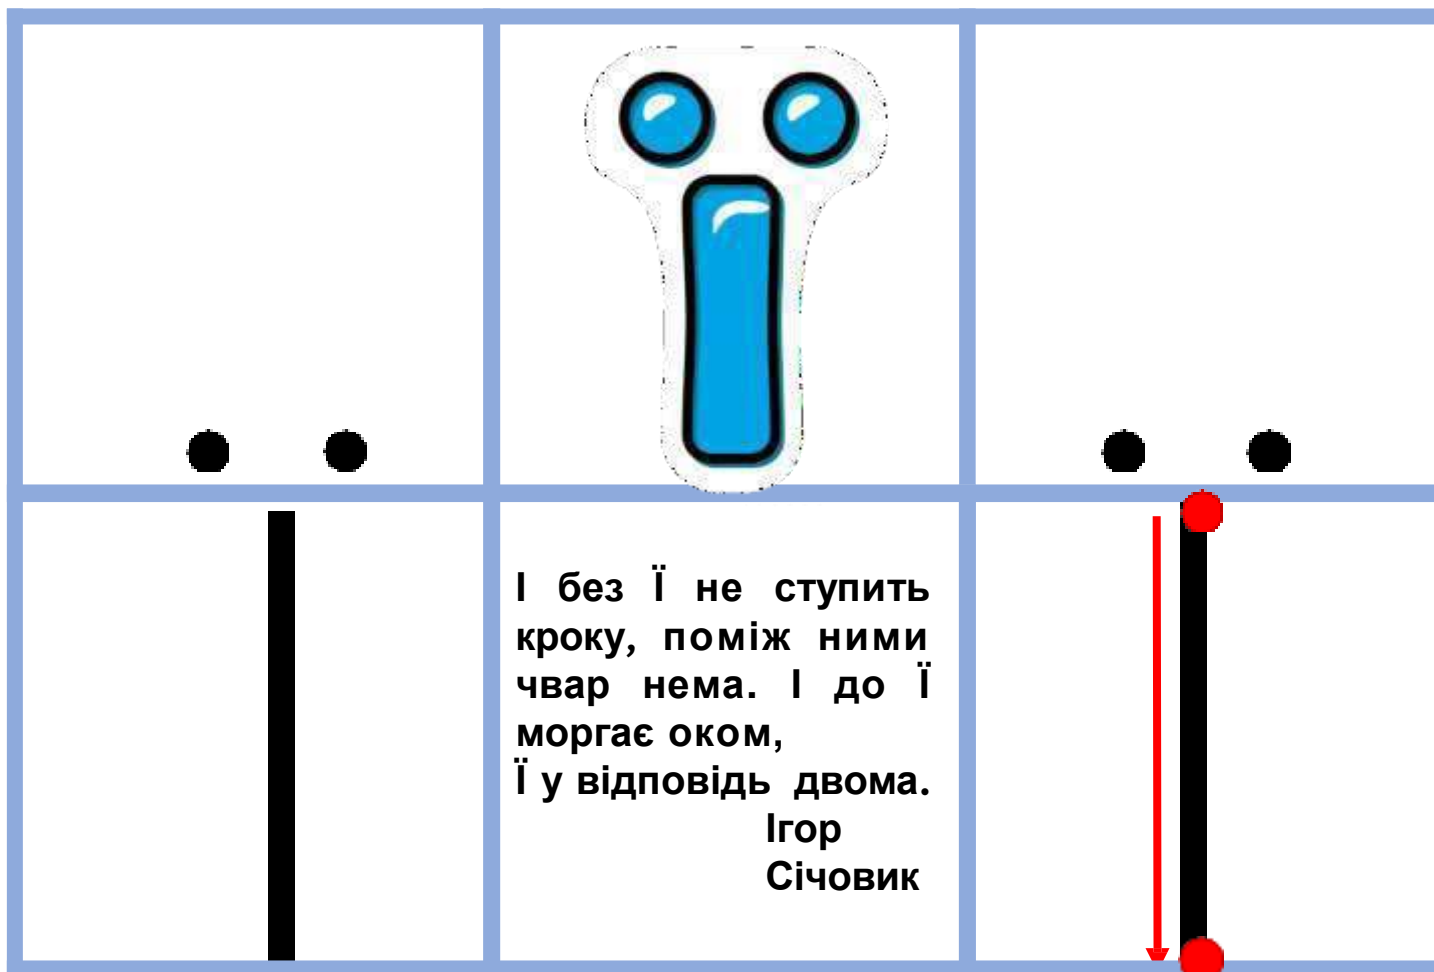 Ї
І без Ї не ступить
кроку, поміж ними
чвар нема. І до Ї
моргає оком,
Ї у відповідь двома.
Ігор
Січовик